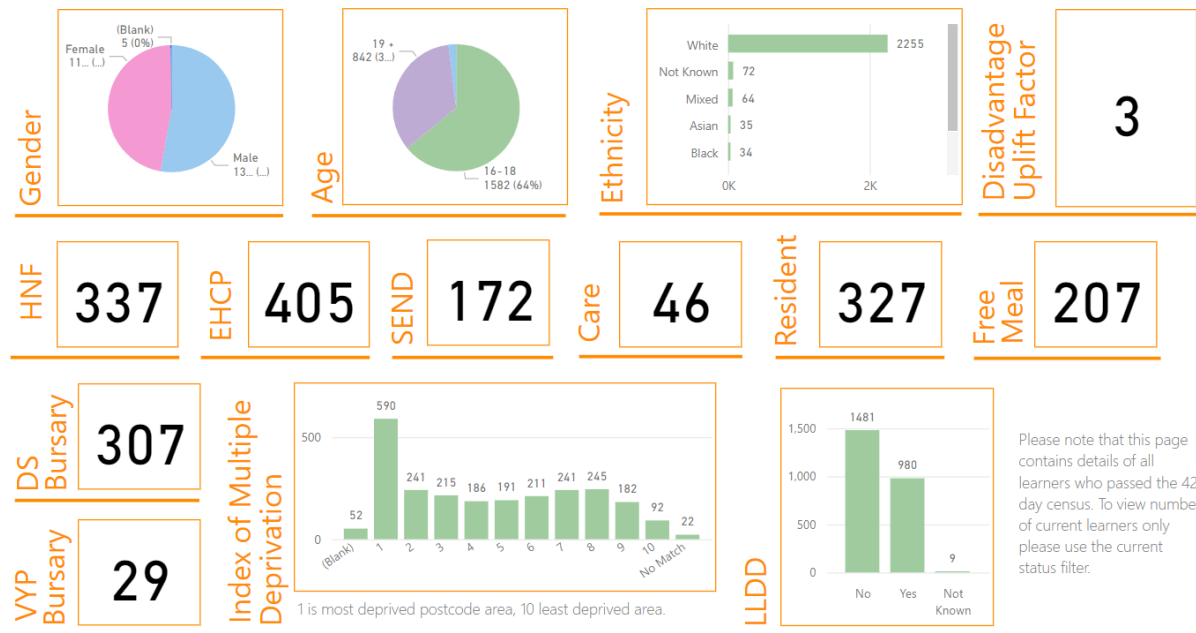 Gender
(Blank)
5 (0%)
Female
11... (...)
Male
13... (...)
Age
19 +
842 (3...)
16-18
1582 (64%)
Ethnicity
White 2255
Not Known 72
Mixed 64
Asian 35
Black 34
0K 2K
Disadvantage
Uplift Factor
3
HNF
337
EHCP
405
SEND
172
Care
46
Resident
327
Free
Meal
207
DS
Bursary
307
VYP
Bursary
29
Index of Multiple
Deprivation
500
0
52 590 241 215 186 191 211 241 245 182 92 22
(Blank) 1 2 3 4 5 6 7 8 9 10 No Match
1 is most deprived postcode area, 10 least deprived area.
LLDD
1,500
1,000
500
0
1481 980 9
No Yes Not
Known
Please note that this page
contains details of all
learners who passed the 42
day census. To view number
of current learners only
please use the current
status filter.